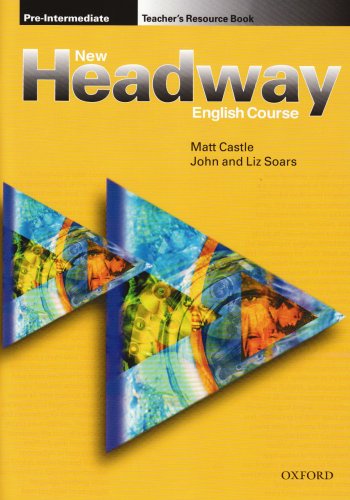 Pre-Intermediate Teacher's Resource Book
New
Headway
English Course
Matt Castle
John and Liz Soars
OXFORD